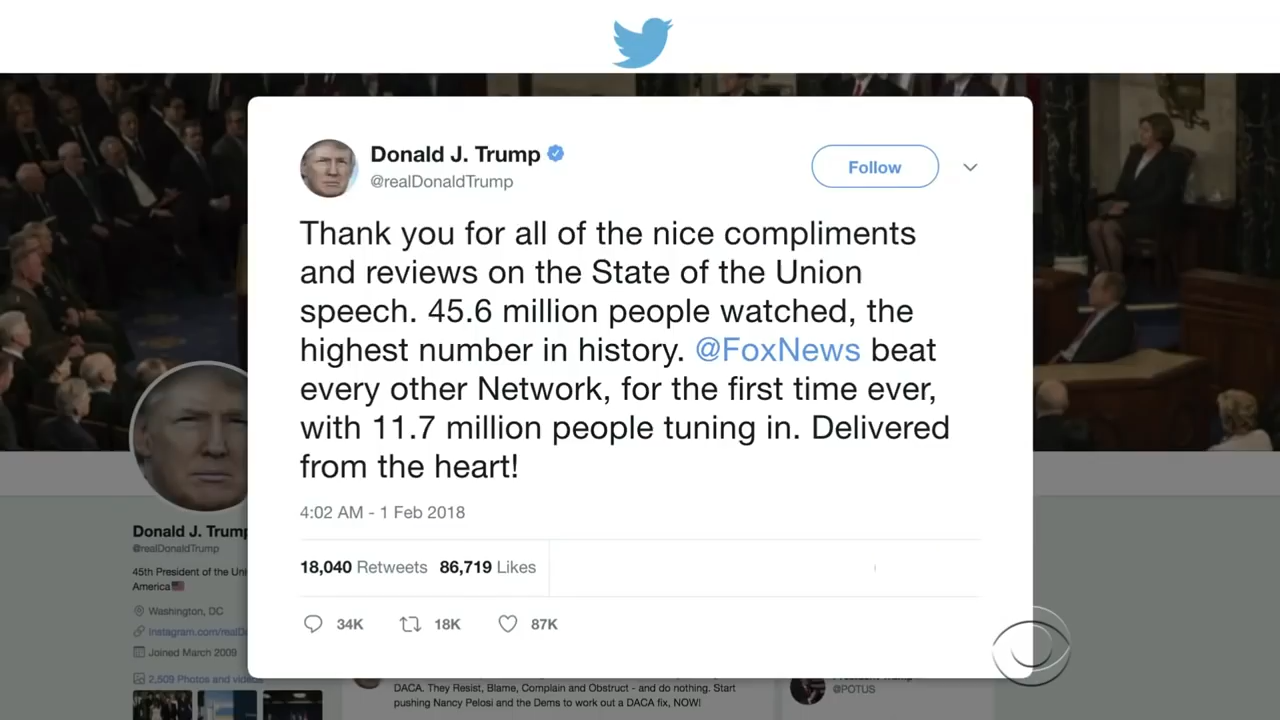 Donald J. Trump
@realDonaldTrump
Follow
Thank you for all of the nice compliments
and reviews on the State of the Union
speech. 45.6 million people watched, the
highest number in history. @FoxNews beat
every other Network, for the first time ever,
with 11.7 million people tuning in. Delivered
from the heart!
4:02 AM - 1 Feb 2018
18,040 Retweets 86,719 Likes
34K 18K 87K
Donald J. Trump
@realDonaldTrump
45th President of the
America
Washington, DC
Joined March 2009
2,509 Photos and
DACA. They Resist, Blame, Complain and Obstruct - and do nothing. Start
pushing Nancy Pelosi and the Dems to work out a DACA fix, NOW!
@POTUS